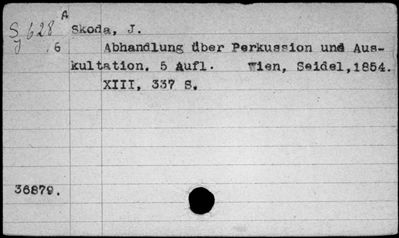 A
S 628 Skoda, J.
J 6 Abhandlung über Perkussion und Aus-
kultation. 5 Aufl. Wien, Seidel,1854.
XIII, 337 S.
36879.